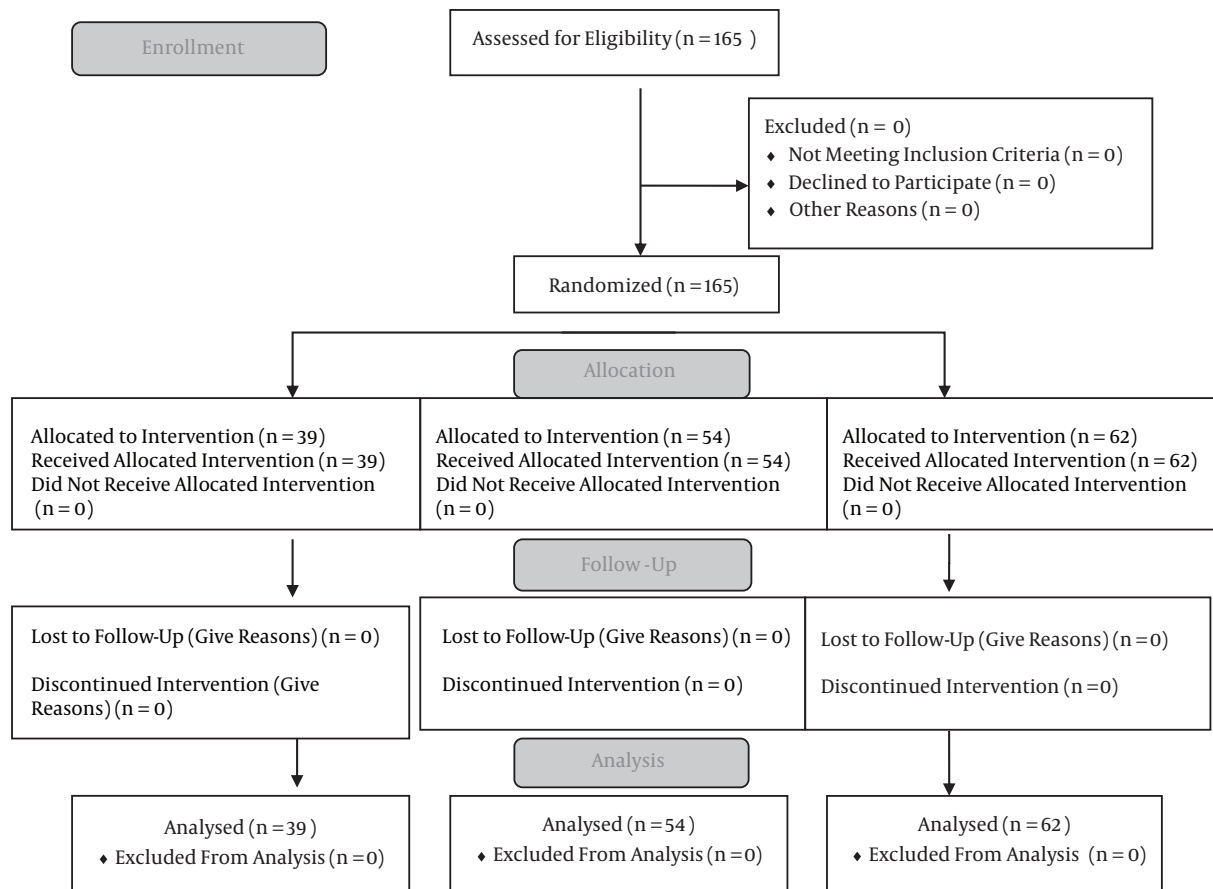 Enrollment
Assessed for Eligibility (n = 165 )
Excluded (n = 0)
♦ Not Meeting Inclusion Criteria (n = 0)
♦ Declined to Participate (n = 0)
♦ Other Reasons (n = 0)
Randomized (n = 165)
Allocation
Allocated to Intervention (n = 39)
Received Allocated Intervention (n = 39)
Did Not Receive Allocated Intervention
(n = 0)
Allocated to Intervention (n = 54)
Received Allocated Intervention (n = 54)
Did Not Receive Allocated Intervention
(n = 0)
Allocated to Intervention (n = 62)
Received Allocated Intervention (n = 62)
Did Not Receive Allocated Intervention
(n = 0)
Follow -Up
Lost to Follow-Up (Give Reasons) (n = 0)
Discontinued Intervention (Give
Reasons) (n = 0)
Lost to Follow-Up (Give Reasons) (n = 0)
Discontinued Intervention (n = 0)
Lost to Follow-Up (Give Reasons) (n =0)
Discontinued Intervention (n =0)
Analysis
Analysed (n =39)
♦ Excluded From Analysis (n =0)
Analysed (n =54)
♦ Excluded From Analysis (n =0)
Analysed (n =62)
♦ Excluded From Analysis (n =0)